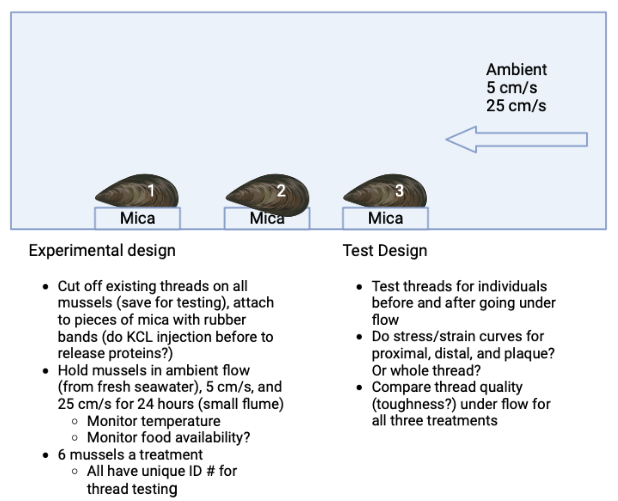 Ambient
5 cm/s
25 cm/s
1
2
3
Mica
Mica
Mica
Experimental design
• Cut off existing threads on all
mussels (save for testing), attach
to pieces of mica with rubber
bands (do KCL injection before to
release proteins?)
• Hold mussels in ambient flow
(from fresh seawater), 5 cm/s, and
25 cm/s for 24 hours (small flume)
○ Monitor temperature
○ Monitor food availability?
• 6 mussels a treatment
○ All have unique ID # for
thread testing
Test Design
• Test threads for individuals
before and after going under
flow
• Do stress/strain curves for
proximal, distal, and plaque?
Or whole thread?
• Compare thread quality
(toughness?) under flow for
all three treatments